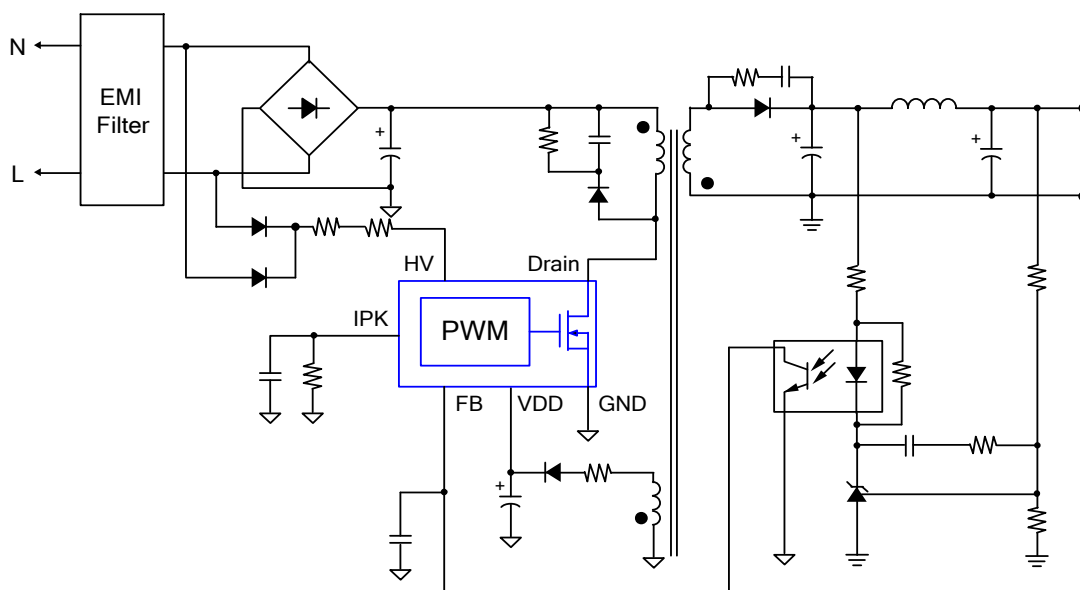 N
EMI
Filter
L
HV
Drain
IPK
PWM
FB
VDD
GND
+
+
+
+